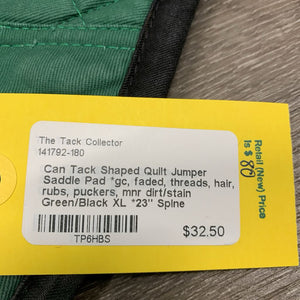 The Tack Collector
141792-180
Can Tack Shaped Quilt Jumper
Saddle Pad *gc, faded, threads, hair,
rubs, puckers, mnr dirt/stain
Green/Black XL *23" Spine
$32.50
TP6HBS
Retail (New) Price
Is $ 80